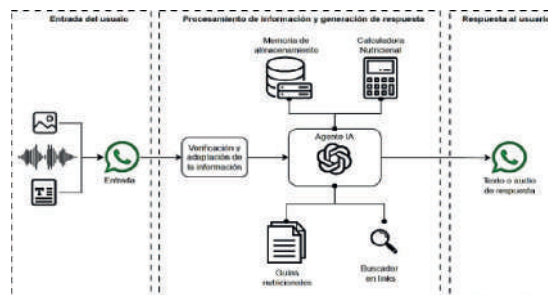 Entrada del usuaio
Procesamiento de información y generación de respuesta
Respuesta al usuario
Memoria de
almacenamiento
Calculadora
Nutricional
Verificación y
adaptación de
la información
Agente IA
Entrada
T
Texto o audio
de respuesta
Guías
nutricionales
Buscador
en links